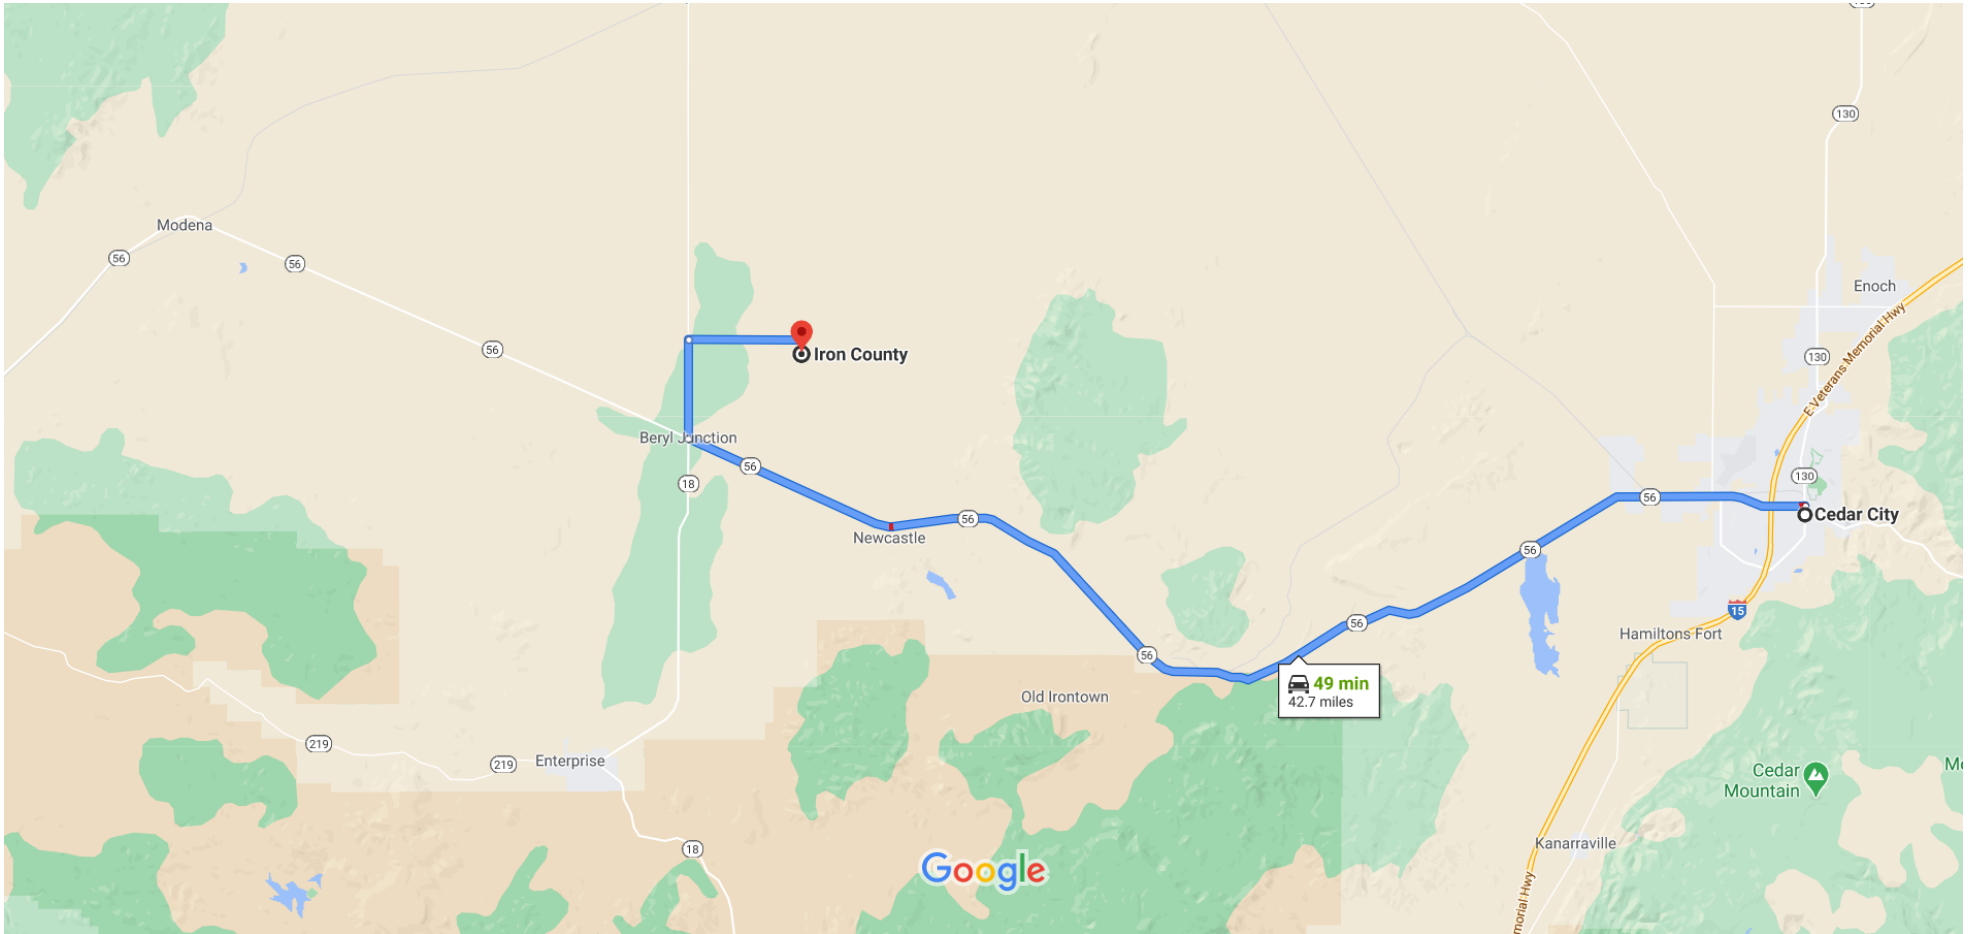 130
Modena
56
56
Enoch
E Veterans Memorial Hwy
56
130
Iron County
Beryl Junction
56
18
130
56
56
Cedar City
Newcastle
56
15
56
Hamiltons Fort
56
49 min
42.7 miles
Old Irontown
219
219
Enterprise
Cedar
Mountain
18
Kanarraville
Google
morial Hwy